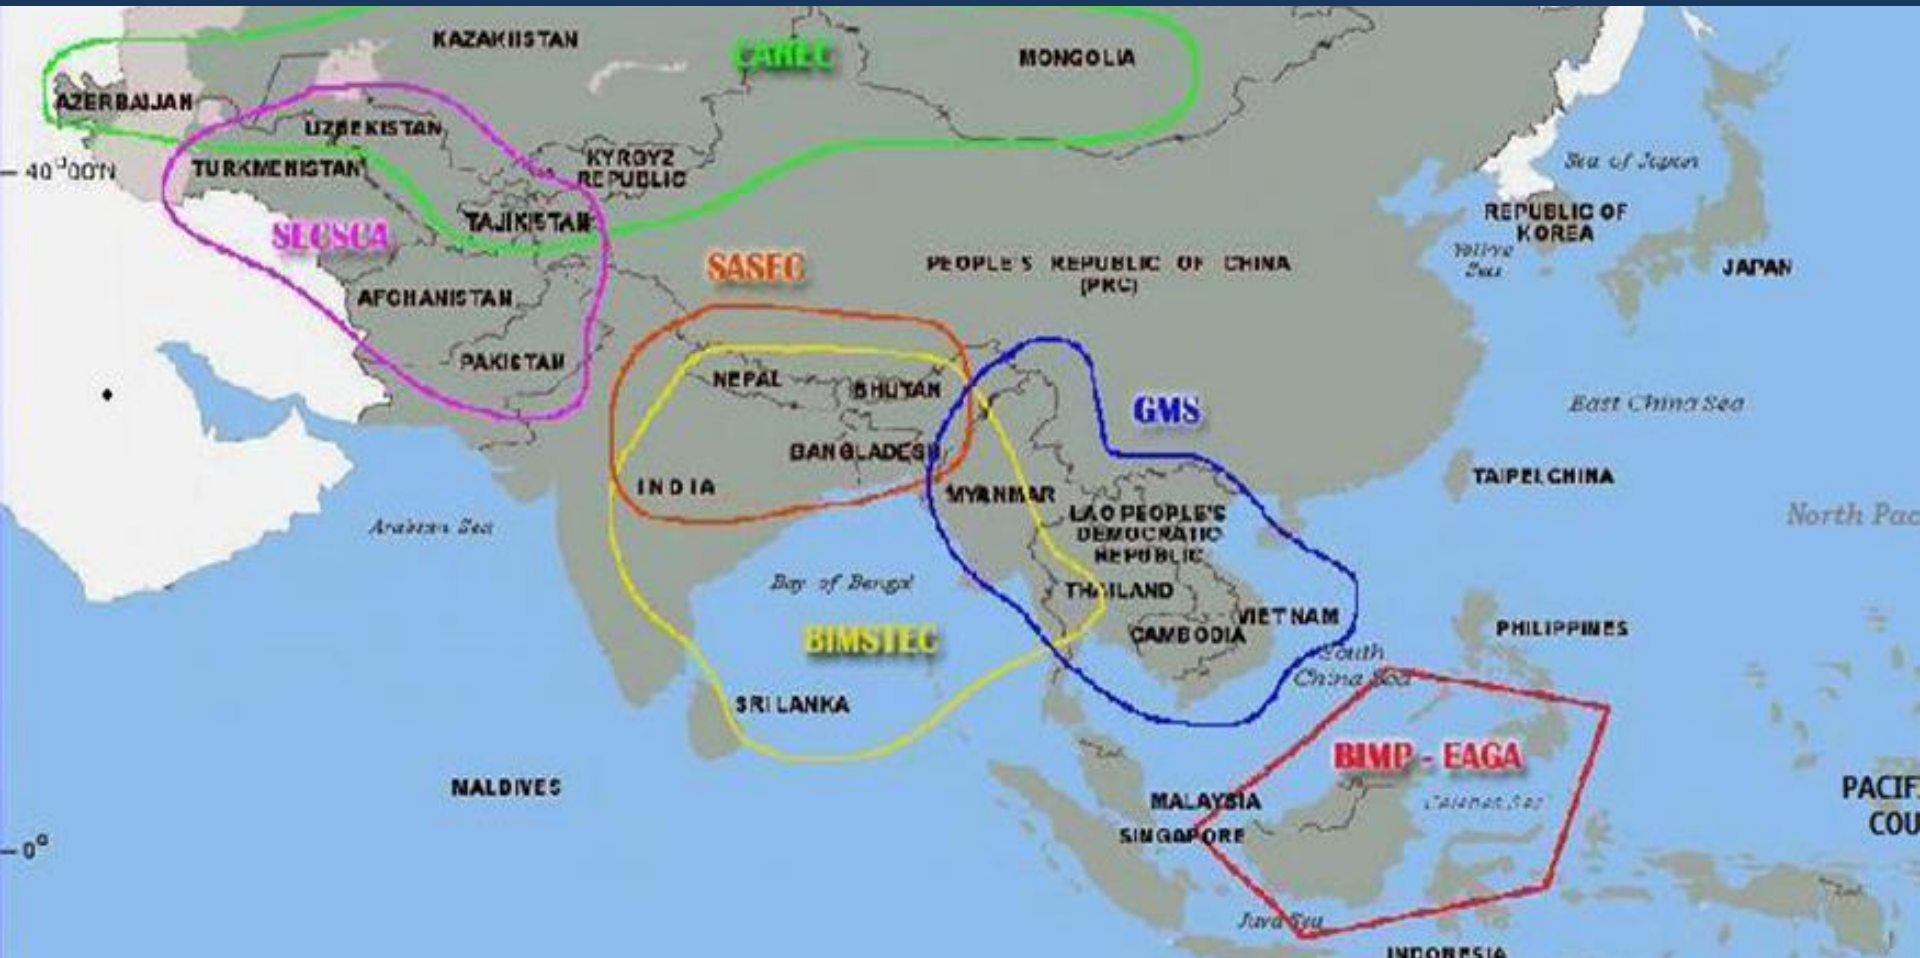 KAZAKHSTAN
CAREC
MONGOLIA
AZERBAIJAN
UZBEKISTAN
40°00'N
TURKMENISTAN
KYRGYZ
REPUBLIC
Sea of Japan
TAJIKISTAN
REPUBLIC OF
KOREA
SECSCA
Yellow
Sea
SASEC
PEOPLE'S REPUBLIC OF CHINA
(PRC)
JAPAN
AFGHANISTAN
PAKISTAN
NEPAL
BHUTAN
GMS
East China Sea
BANGLADESH
INDIA
MYANMAR
TAIPEI,CHINA
Arabian Sea
LAO PEOPLE'S
DEMOCRATIC
REPUBLIC
North Pac
Bay of Bengal
THAILAND
VIET NAM
CAMBODIA
PHILIPPINES
BIMSTEC
South
China Sea
SRI LANKA
BIMP - EAGA
MALDIVES
MALAYSIA
Celebes Sea
PACIF
COU
SINGAPORE
0°
Java Sea
INDONESIA